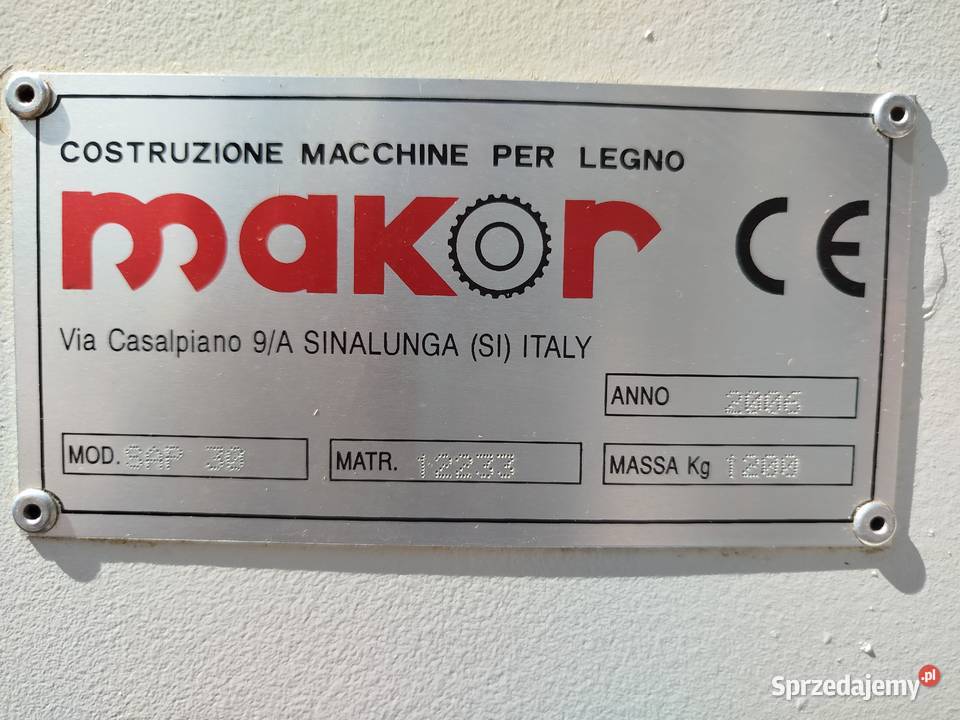 COSTRUZIONE MACCHINE PER LEGNO
makor CE
Via Casalpiano 9/A SINALUNGA (SI) ITALY
ANNO 2006
MOD. SAP 30 MATR. 12233 MASSA Kg 1200
Sprzedajemy.pl